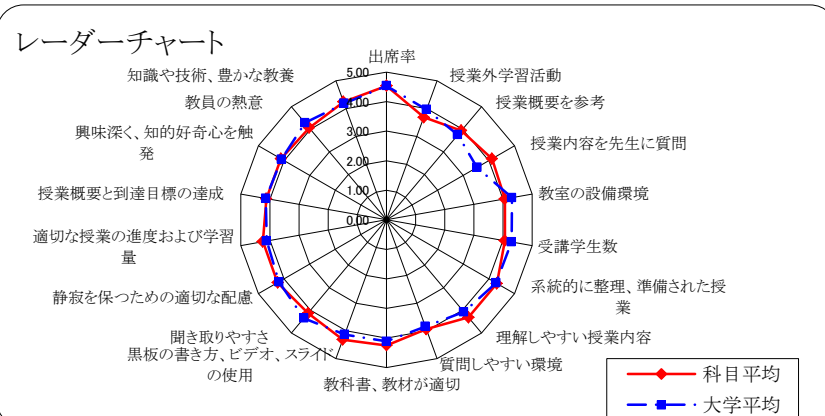 レーダーチャート
出席率
授業外学習活動
授業概要を参考
授業内容を先生に質問
教室の設備環境
受講学生数
系統的に整理、準備された授
業
理解しやすい授業内容
質問しやすい環境
教科書、教材が適切
黒板の書き方、ビデオ、スライド
の使用
聞き取りやすさ
静寂を保つための適切な配慮
適切な授業の進度および学習
量
授業概要と到達目標の達成
興味深く、知的好奇心を触
発
教員の熱意
知識や技術、豊かな教養
5.00
4.00
3.00
2.00
1.00
0.00
科目平均
大学平均